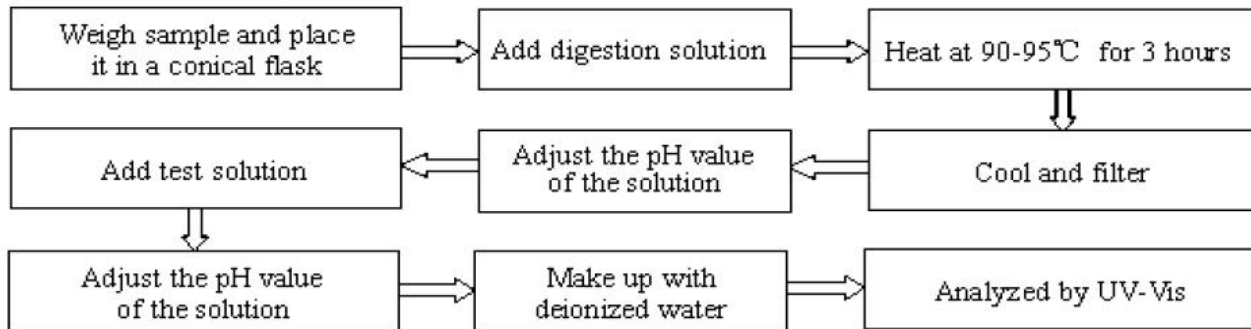 Weigh sample and place
it in a conical flask
Add digestion solution
Heat at 90-95℃ for 3 hours
Cool and filter
Adjust the pH value
of the solution
Add test solution
Adjust the pH value
of the solution
Make up with
deionized water
Analyzed by UV-Vis